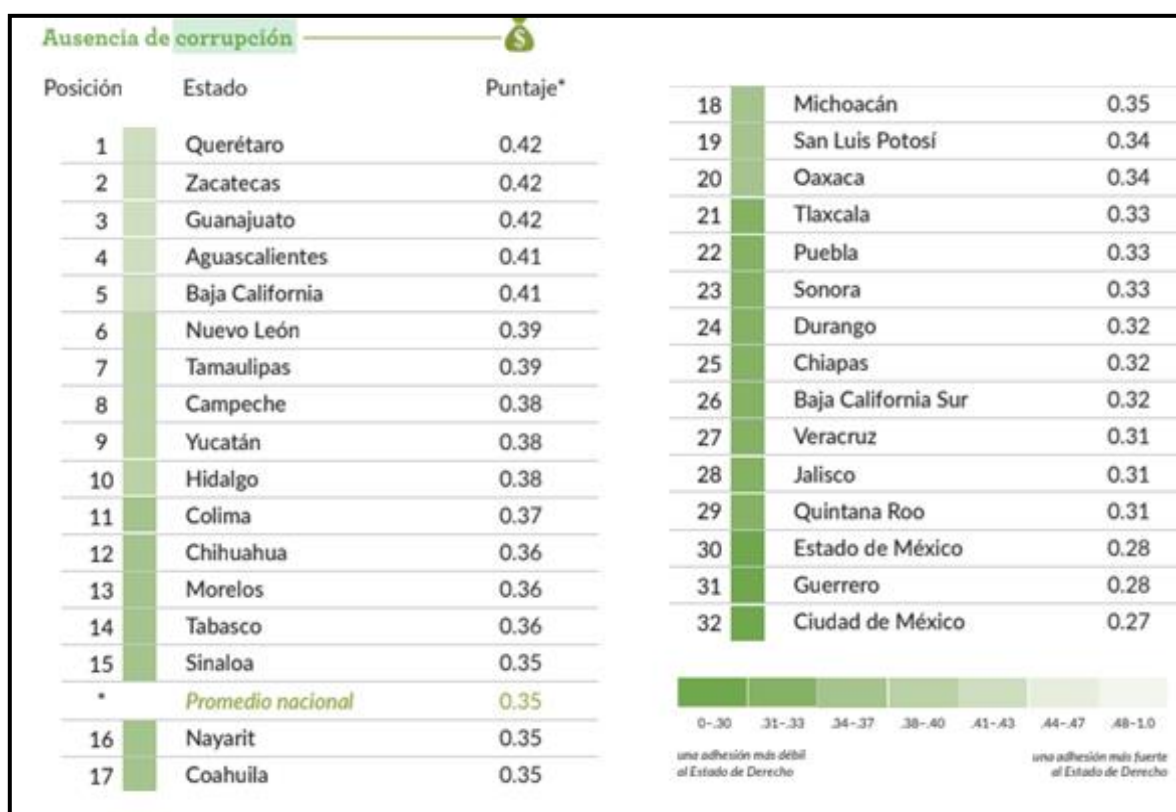 Ausencia de corrupción
$
Posición Estado Puntaje*
1 Querétaro 0.42
2 Zacatecas 0.42
3 Guanajuato 0.42
4 Aguascalientes 0.41
5 Baja California 0.41
6 Nuevo León 0.39
7 Tamaulipas 0.39
8 Campeche 0.38
9 Yucatán 0.38
10 Hidalgo 0.38
11 Colima 0.37
12 Chihuahua 0.36
13 Morelos 0.36
14 Tabasco 0.36
15 Sinaloa 0.35
* Promedio nacional 0.35
16 Nayarit 0.35
17 Coahuila 0.35
18 Michoacán 0.35
19 San Luis Potosí 0.34
20 Oaxaca 0.34
21 Tlaxcala 0.33
22 Puebla 0.33
23 Sonora 0.33
24 Durango 0.32
25 Chiapas 0.32
26 Baja California Sur 0.32
27 Veracruz 0.31
28 Jalisco 0.31
29 Quintana Roo 0.31
30 Estado de México 0.28
31 Guerrero 0.28
32 Ciudad de México 0.27
0-.30 .31-.33 .34-.37 .38-.40 .41-.43 .44-.47 .48-1.0
una adhesión más débil
al Estado de Derecho
una adhesión más fuerte
al Estado de Derecho